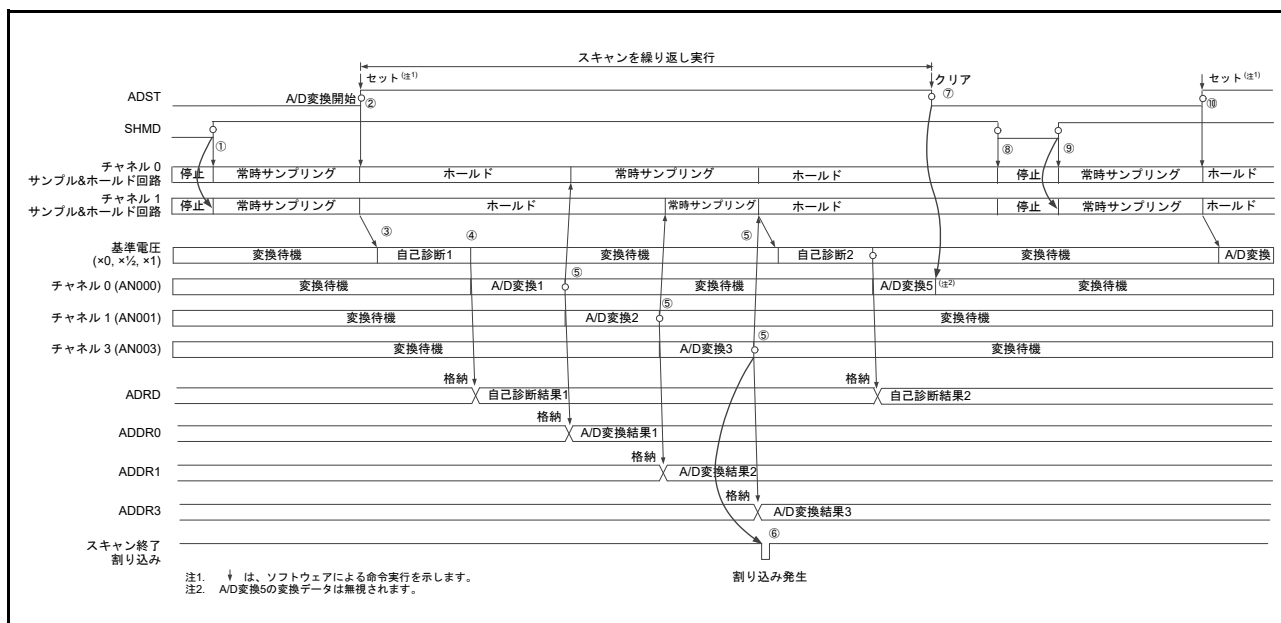 スキャンを繰り返し実行
セット(注1)
クリア
セット(注1)
ADST
A/D変換開始
②
⑦
⑩
SHMD
①
⑧
⑨
チャネル 0
サンプル&ホールド回路
停止
常時サンプリング
ホールド
常時サンプリング
ホールド
停止
常時サンプリング
ホールド
チャネル 1
サンプル&ホールド回路
停止
常時サンプリング
ホールド
常時サンプリング
ホールド
停止
常時サンプリング
ホールド
③
④
⑤
基準電圧
(×0, ×½, ×1)
変換待機
自己診断1
変換待機
自己診断2
変換待機
A/D変換
チャネル 0 (AN000)
変換待機
A/D変換1
⑤
変換待機
A/D変換5
(注2)
変換待機
チャネル 1 (AN001)
変換待機
A/D変換2
⑤
変換待機
チャネル 3 (AN003)
変換待機
A/D変換3
⑤
変換待機
ADRD
格納
自己診断結果1
格納
自己診断結果2
ADDR0
格納
A/D変換結果1
ADDR1
格納
A/D変換結果2
ADDR3
格納
A/D変換結果3
スキャン終了
割り込み
⑥
割り込み発生
注1. ↓ は、ソフトウェアによる命令実行を示します。
注2. A/D変換5の変換データは無視されます。